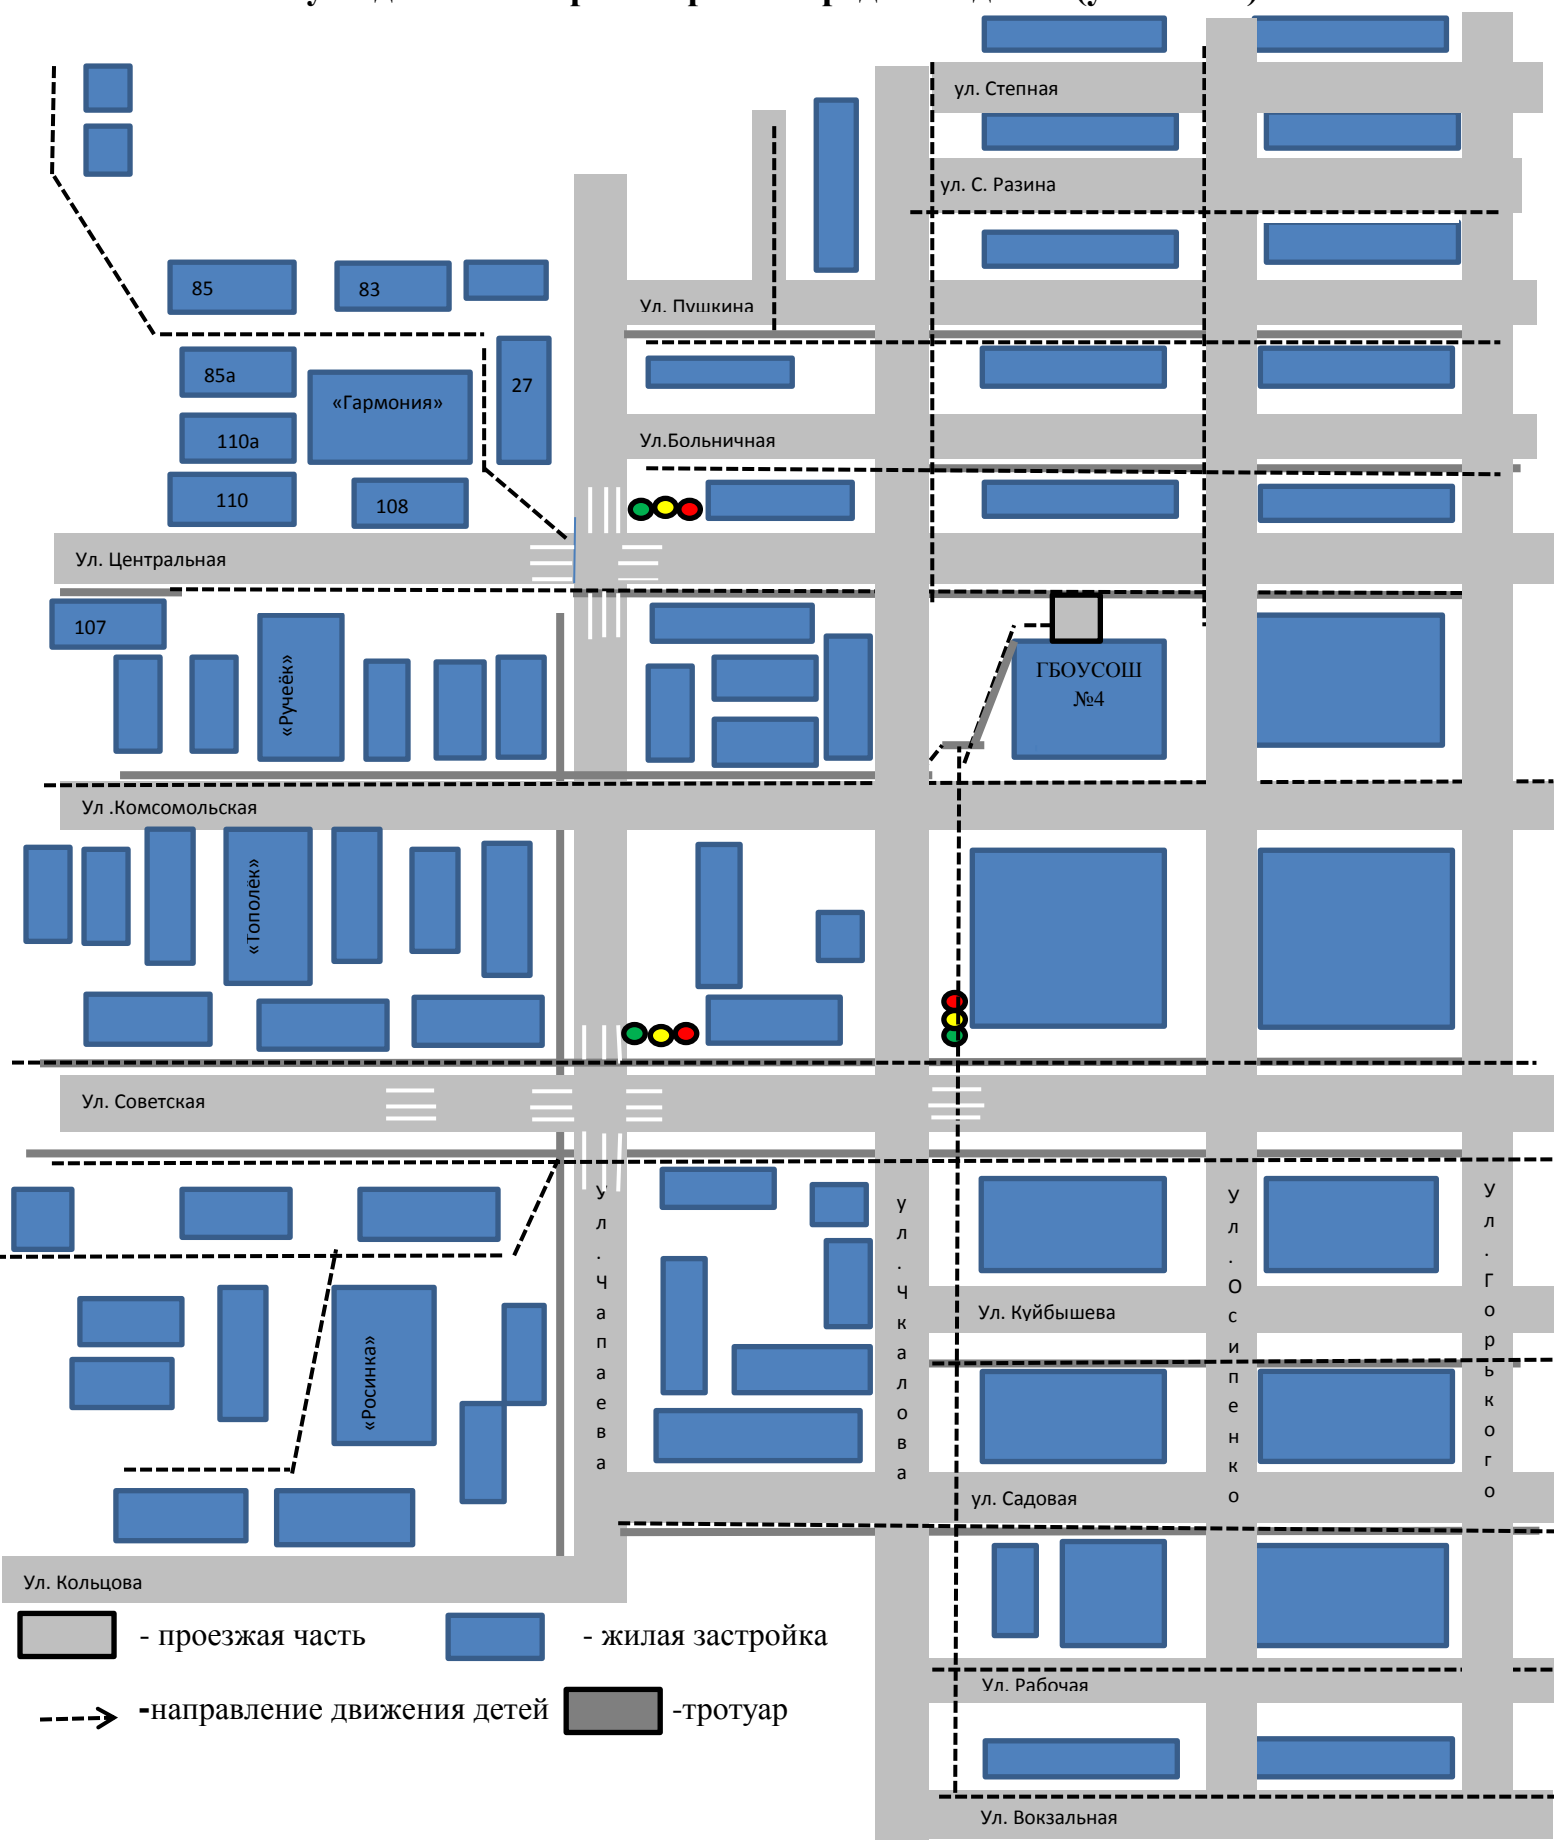 ул. Степная
ул. С. Разина
85
83
Ул. Пушкина
85а
«Гармония»
27
110а
Ул.Больничная
110
108
Ул. Центральная
107
«Ручеёк»
ГБОУСОШ
№4
Ул .Комсомольская
«Тополёк»
Ул. Советская
Ул.Чапаева
ул.Чкалова
Ул.Осипенко
Ул.Горького
Ул. Куйбышева
«Росинка»
ул. Садовая
Ул. Кольцова
- проезжая часть
- жилая застройка
Ул. Рабочая
-направление движения детей
-тротуар
Ул. Вокзальная